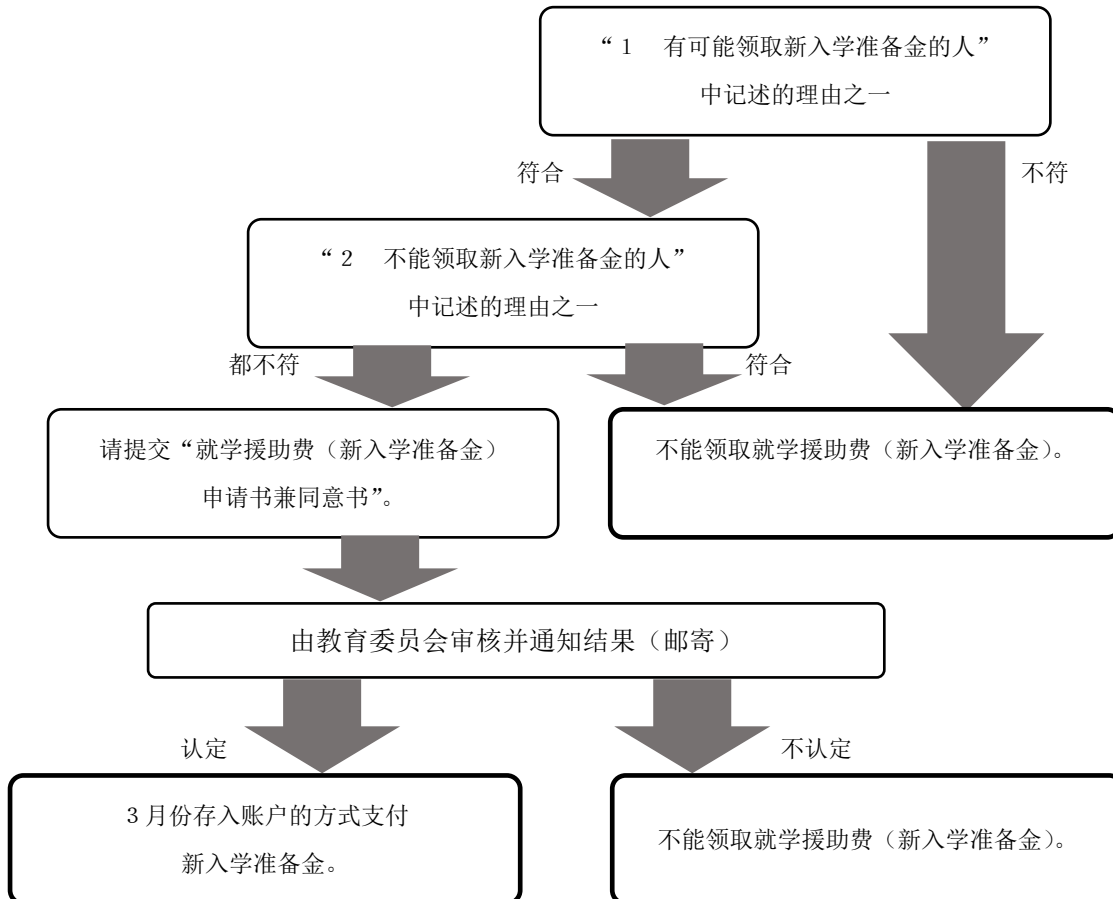 “1　有可能领取新入学准备金的人”
中记述的理由之一
符合
不符
“2　不能领取新入学准备金的人”
中记述的理由之一
都不符
符合
请提交“就学援助费（新入学准备金）
申请书兼同意书”。
不能领取就学援助费（新入学准备金）。
由教育委员会审核并通知结果（邮寄）
认定
不认定
3月份存入账户的方式支付
新入学准备金。
不能领取就学援助费（新入学准备金）。